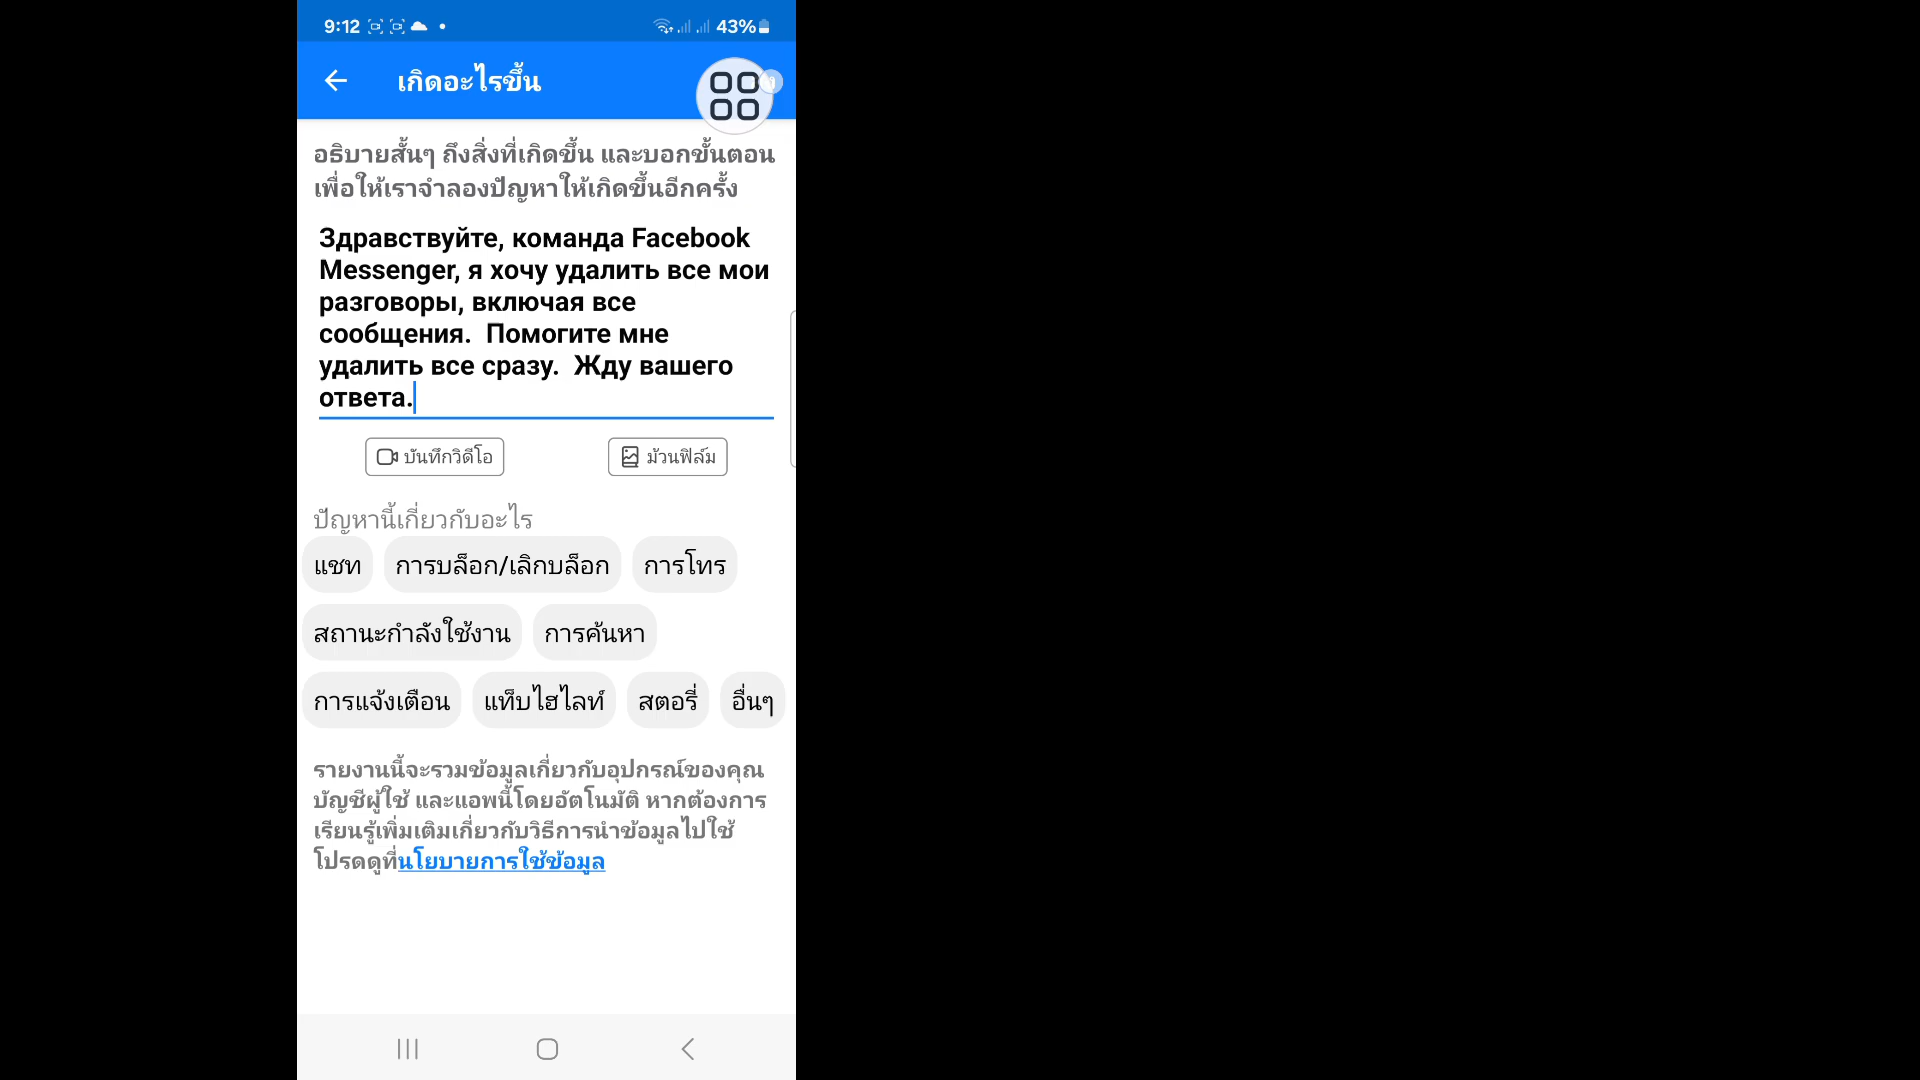 9:12
43%
เกิดอะไรขึ้น
อธิบายสั้นๆ ถึงสิ่งที่เกิดขึ้น และบอกขั้นตอน
เพื่อให้เราจำลองปัญหาให้เกิดขึ้นอีกครั้ง
Здравствуйте, команда Facebook
Messenger, я хочу удалить все мои
разговоры, включая все
сообщения.  Помогите мне
удалить все сразу.  Жду вашего
ответа.
บันทึกวิดีโอ ม้วนฟิล์ม
ปัญหานี้เกี่ยวกับอะไร
แชท การบล็อก/เลิกบล็อก การโทร
สถานะกำลังใช้งาน การค้นหา
การแจ้งเตือน แท็บไฮไลท์ สตอรี่ อื่นๆ
รายงานนี้จะรวมข้อมูลเกี่ยวกับอุปกรณ์ของคุณ
บัญชีผู้ใช้ และแอพนี้โดยอัตโนมัติ หากต้องการ
เรียนรู้เพิ่มเติมเกี่ยวกับวิธีการนำข้อมูลไปใช้
โปรดดูที่นโยบายการใช้ข้อมูล